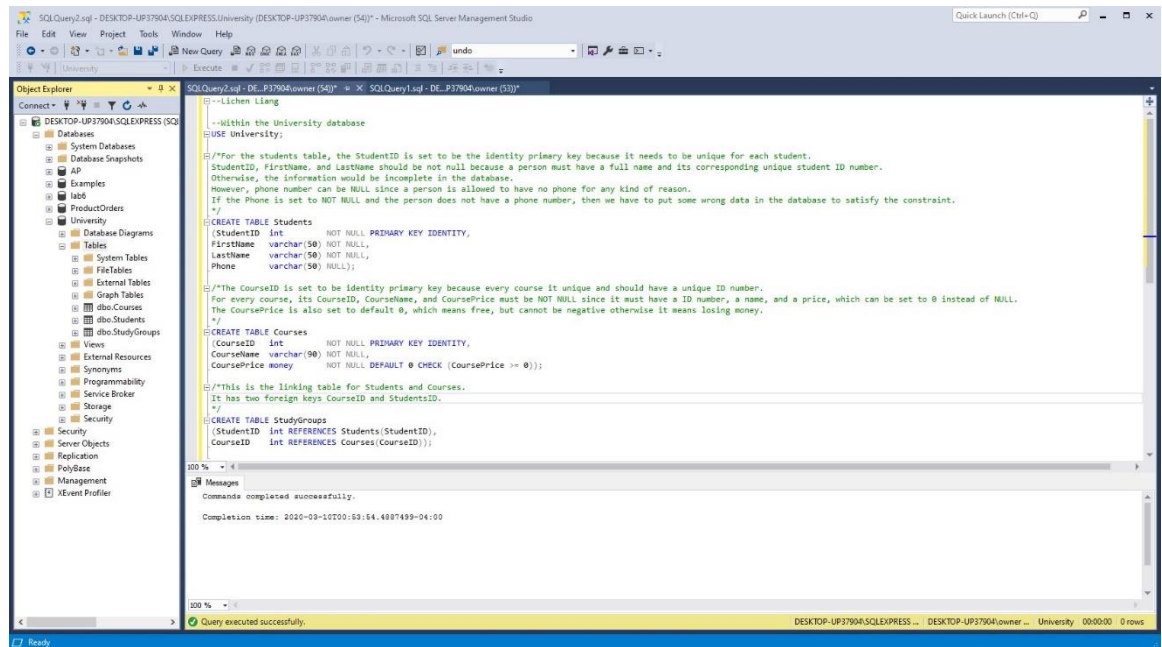 SQLQuery2.sql - DESKTOP-UP37904\SQLEXPRESS.University (DESKTOP-UP37904\owner (54))* - Microsoft SQL Server Management Studio
Quick Launch (Ctrl+Q)
File Edit View Project Tools Window Help
New Query
undo
University
Execute
Object Explorer
Connect
DESKTOP-UP37904\SQLEXPRESS (SQL
Databases
System Databases
Database Snapshots
AP
Examples
lab6
ProductOrders
University
Database Diagrams
Tables
System Tables
FileTables
External Tables
Graph Tables
dbo.Courses
dbo.Students
dbo.StudyGroups
Views
External Resources
Synonyms
Programmability
Service Broker
Storage
Security
Security
Server Objects
Replication
PolyBase
Management
XEvent Profiler
SQLQuery2.sql - DE...P37904\owner (54))* SQLQuery1.sql - DE...P37904\owner (53))*
--Lichen Liang
--Within the University database
USE University;
/*For the students table, the StudentID is set to be the identity primary key because it needs to be unique for each student.
StudentID, FirstName. and LastName should be not null because a person must have a full name and its corresponding unique student ID number.
Otherwise, the information would be incomplete in the database.
However, phone number can be NULL since a person is allowed to have no phone for any kind of reason.
If the Phone is set to NOT NULL and the person does not have a phone number, then we have to put some wrong data in the database to satisfy the constraint.
*/
CREATE TABLE Students
(StudentID int NOT NULL PRIMARY KEY IDENTITY,
FirstName varchar(50) NOT NULL,
LastName varchar(50) NOT NULL,
Phone varchar(50) NULL);
/*The CourseID is set to be identity primary key because every course it unique and should have a unique ID number.
For every course, its CourseID, CourseName, and CoursePrice must be NOT NULL since it must have a ID number, a name, and a price, which can be set to 0 instead of NULL.
The CoursePrice is also set to default 0, which means free, but cannot be negative otherwise it means losing money.
*/
CREATE TABLE Courses
(CourseID int NOT NULL PRIMARY KEY IDENTITY,
CourseName varchar(90) NOT NULL,
CoursePrice money NOT NULL DEFAULT 0 CHECK (CoursePrice >= 0));
/*This is the linking table for Students and Courses.
It has two foreign keys CourseID and StudentsID.
*/
CREATE TABLE StudyGroups
(StudentID int REFERENCES Students(StudentID),
CourseID int REFERENCES Courses(CourseID));
100 %
Messages
Commands completed successfully.
Completion time: 2020-03-10T00:53:54.4887499-04:00
100 %
Query executed successfully.
DESKTOP-UP37904\SQLEXPRESS ... DESKTOP-UP37904\owner ... University 00:00:00 0 rows
Ready